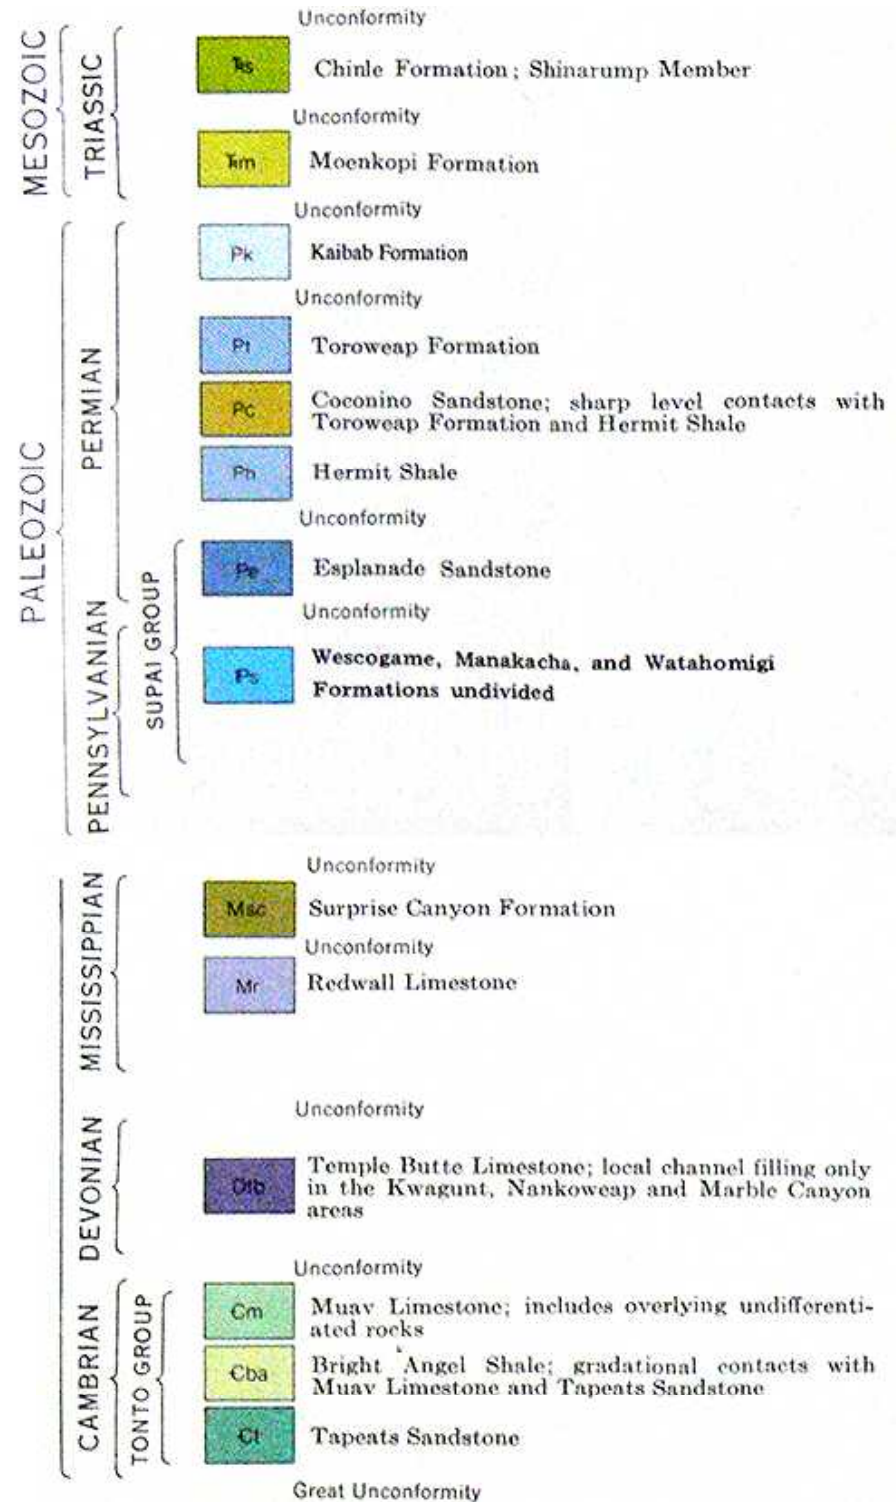 Unconformity
MESOZOIC
TRIASSIC
Ŧks
Chinle Formation; Shinarump Member
Unconformity
Ŧkm
Moenkopi Formation
Unconformity
PALEOZOIC
PERMIAN
Pk
Kaibab Formation
Unconformity
Pt
Toroweap Formation
Pc
Coconino Sandstone; sharp level contacts with
Toroweap Formation and Hermit Shale
Ph
Hermit Shale
Unconformity
SUPAI GROUP
Pe
Esplanade Sandstone
Unconformity
PENNSYLVANIAN
IPs
Wescogame, Manakacha, and Watahomigi
Formations undivided
Unconformity
MISSISSIPPIAN
Msc
Surprise Canyon Formation
Unconformity
Mr
Redwall Limestone
Unconformity
DEVONIAN
Dtb
Temple Butte Limestone; local channel filling only
in the Kwagunt, Nankoweap and Marble Canyon
areas
Unconformity
CAMBRIAN
TONTO GROUP
Cm
Muav Limestone; includes overlying undifferenti-
ated rocks
Єba
Bright Angel Shale; gradational contacts with
Muav Limestone and Tapeats Sandstone
Єt
Tapeats Sandstone
Great Unconformity